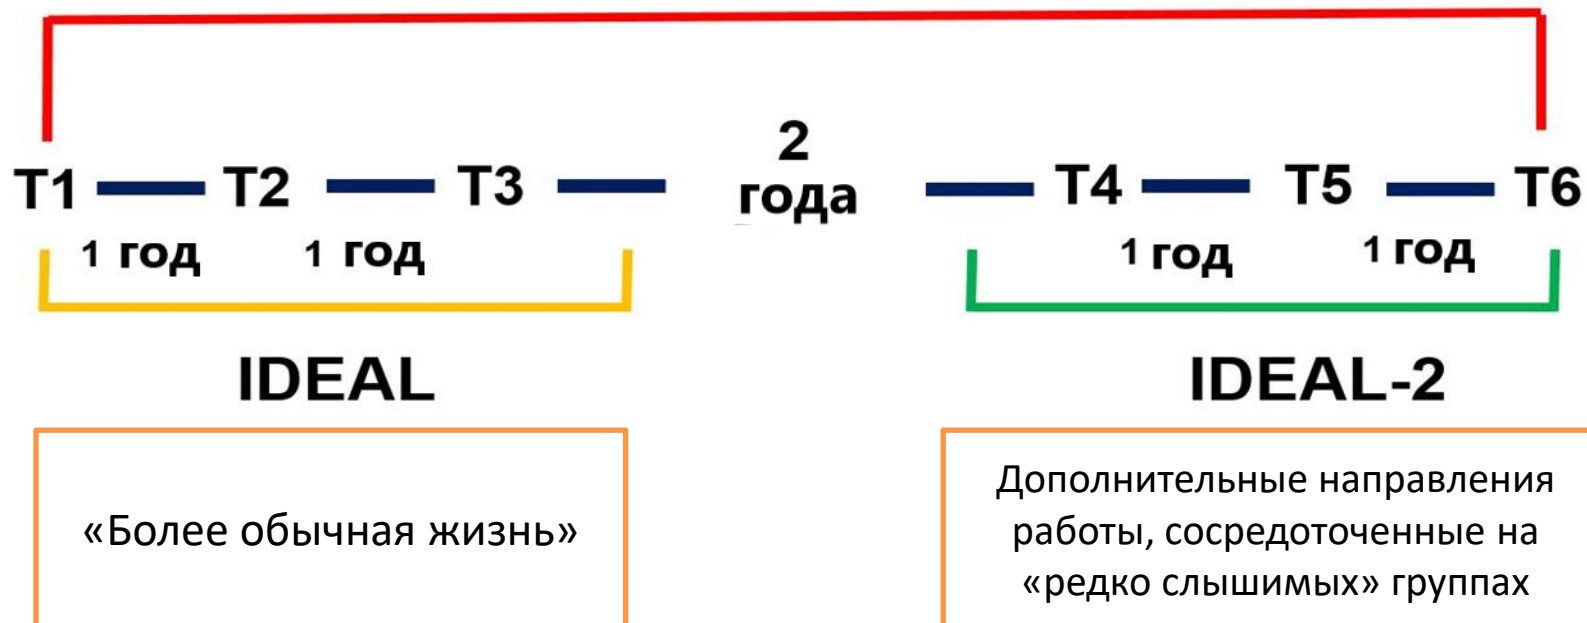 2
года
T1 T2 T3 T4 T5 T6
1 год 1 год 1 год 1 год
IDEAL IDEAL-2
«Более обычная жизнь»
Дополнительные направления
работы, сосредоточенные на
«редко слышимых» группах